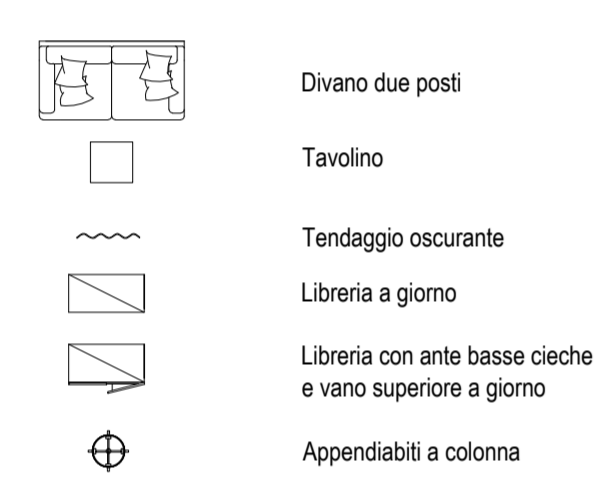 Divano due posti
Tavolino
Tendaggio oscurante
Libreria a giorno
Libreria con ante basse cieche
e vano superiore a giorno
Appendiabiti a colonna